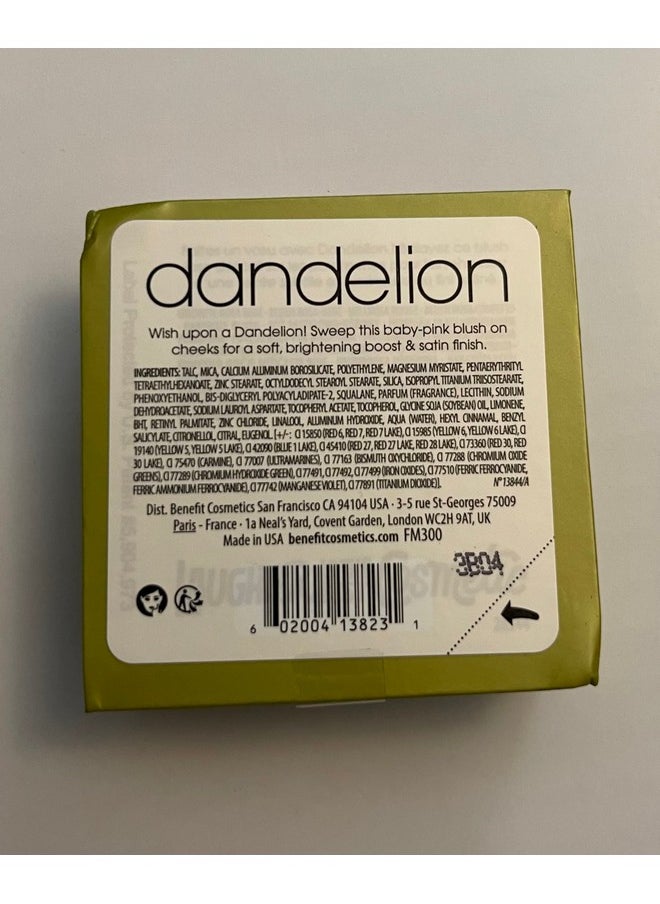 dandelion
Wish upon a Dandelion! Sweep this baby-pink blush on
cheeks for a soft, brightening boost & satin finish.
INGREDIENTS: TALC, MICA, CALCIUM ALUMINUM BOROSILICATE, POLYETHYLENE, MAGNESIUM MYRISTATE, PENTAERYTHRITYL
TETRAETHYLHEXANOATE, ZINC STEARATE, OCTYLDODECYL STEAROYL STEARATE, SILICA, ISOPROPYL TITANIUM TRIISOSTEARATE,
PHENOXYETHANOL, BIS-DIGLYCERYL POLYACYLADIPATE-2, SQUALANE, PARFUM (FRAGRANCE), LECITHIN, SODIUM
DEHYDROACETATE, SODIUM LAUROYL ASPARTATE, TOCOPHERYL ACETATE, TOCOPHEROL, GLYCINE SOJA (SOYBEAN) OIL, LIMONENE,
BHT, RETINYL PALMITATE, ZINC CHLORIDE, LINALOOL, ALUMINUM HYDROXIDE, AQUA (WATER), HEXYL CINNAMAL, BENZYL
SALICYLATE, CITRONELLOL, CITRAL, EUGENOL. [+/-: CI 15850 (RED 6, RED 7, RED 7 LAKE), CI 15985 (YELLOW 6, YELLOW 6 LAKE), CI
19140 (YELLOW 5, YELLOW 5 LAKE), CI 42090 (BLUE 1 LAKE), CI 45410 (RED 27, RED 27 LAKE, RED 28 LAKE), CI 73360 (RED 30, RED
30 LAKE), CI 75470 (CARMINE), CI 77007 (ULTRAMARINES), CI 77163 (BISMUTH OXYCHLORIDE), CI 77288 (CHROMIUM OXIDE
GREENS), CI 77289 (CHROMIUM HYDROXIDE GREEN), CI 77491, CI 77492, CI 77499 (IRON OXIDES), CI 77510 (FERRIC FERROCYANIDE,
FERRIC AMMONIUM FERROCYANIDE), CI 77742 (MANGANESE VIOLET), CI 77891 (TITANIUM DIOXIDE)]. N° 13844/A
Dist. Benefit Cosmetics San Francisco CA 94104 USA · 3-5 rue St-Georges 75009
Paris - France · 1a Neal's Yard, Covent Garden, London WC2H 9AT, UK
Made in USA benefitcosmetics.com FM300
3B04
6 02004 13823 1